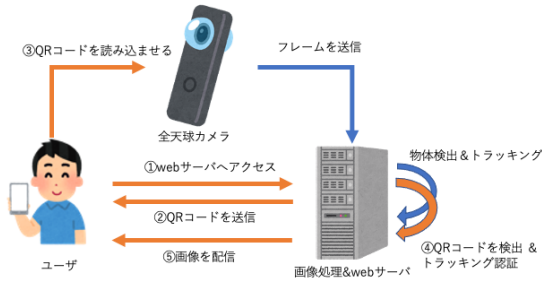 ③QRコードを読み込ませる
フレームを送信
全天球カメラ
物体検出&トラッキング
①webサーバへアクセス
②QRコードを送信
④QRコードを検出 &
トラッキング認証
⑤画像を配信
ユーザ
画像処理&webサーバ